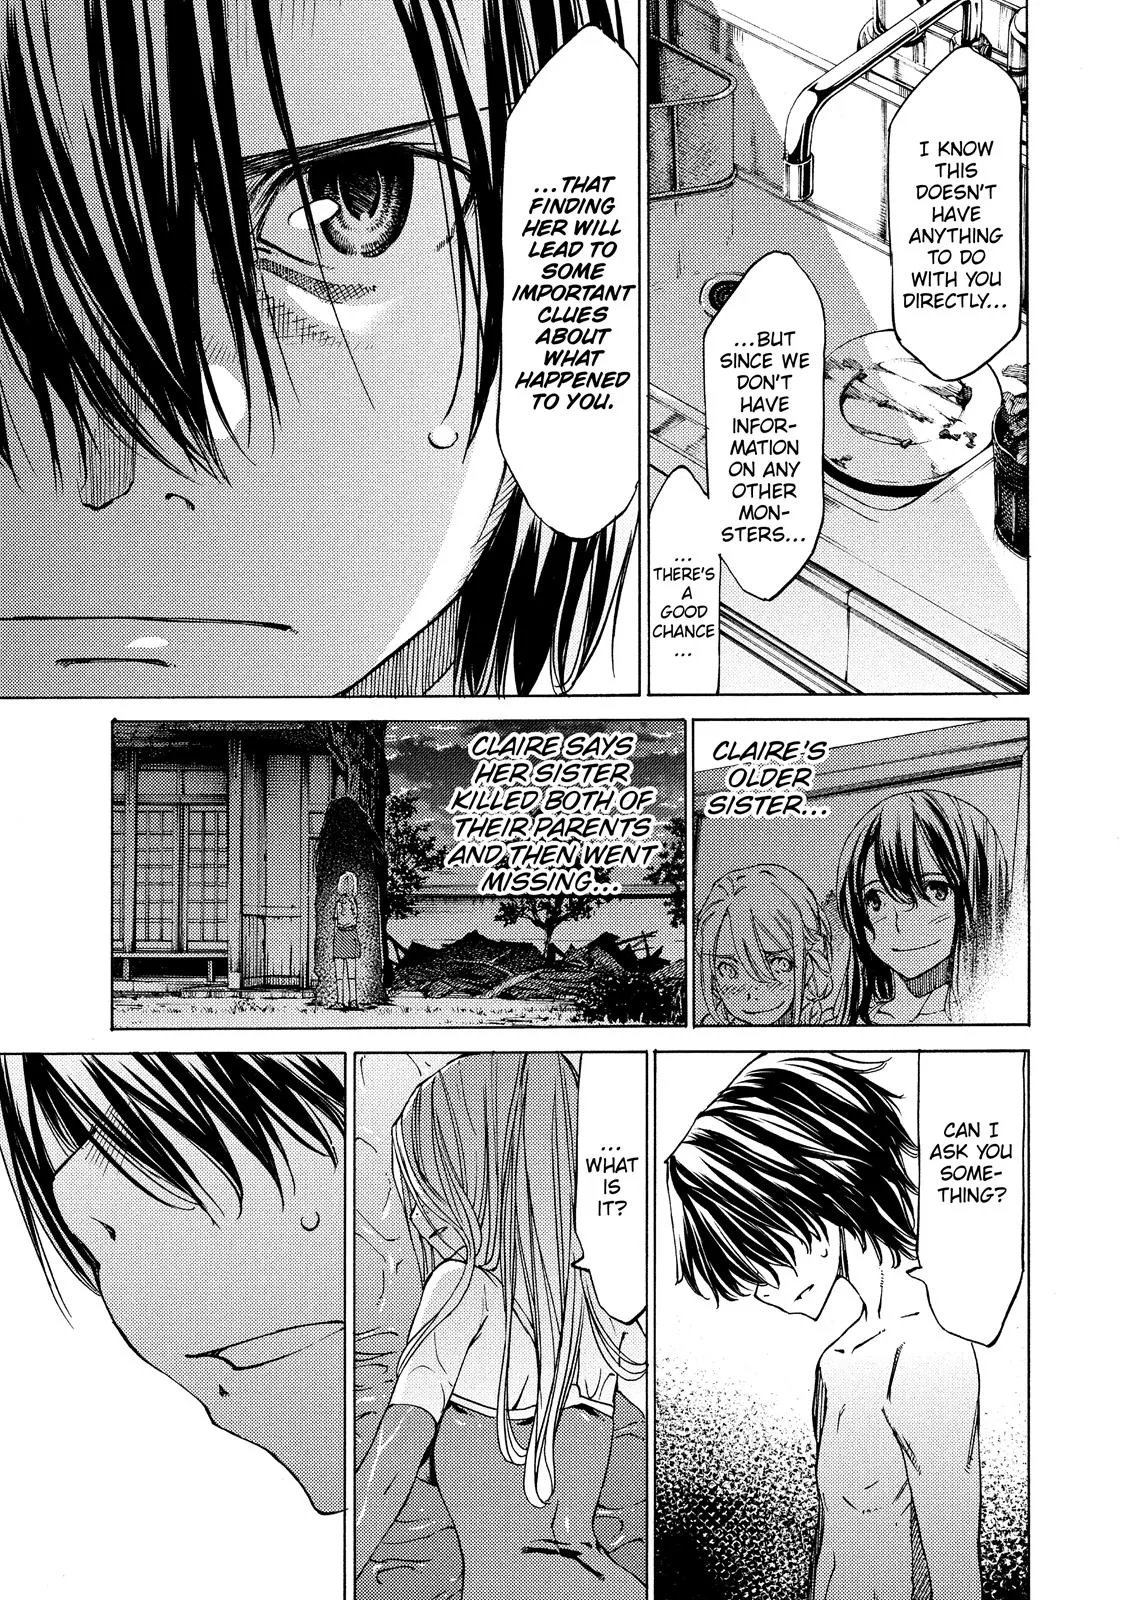 I KNOW
THIS
DOESN'T
HAVE
ANYTHING
TO DO
WITH YOU
DIRECTLY...
...BUT
SINCE WE
DON'T
HAVE
INFOR-
MATION
ON ANY
OTHER
MON-
STERS...
...
THERE'S
A
GOOD
CHANCE
...
...THAT
FINDING
HER WILL
LEAD TO
SOME
IMPORTANT
CLUES
ABOUT
WHAT
HAPPENED
TO YOU.
CLAIRE'S
OLDER
SISTER...
CLAIRE SAYS
HER SISTER
KILLED BOTH OF
THEIR PARENTS
AND THEN WENT
MISSING...
CAN I
ASK YOU
SOME-
THING?
...
WHAT
IS
IT?